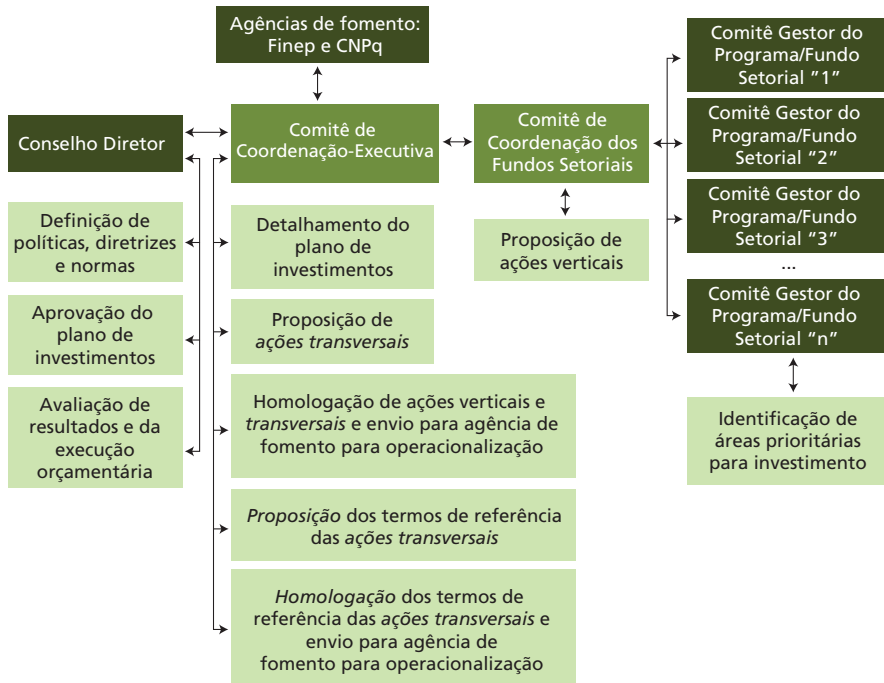 Agências de fomento:
Finep e CNPq
Conselho Diretor
Comitê de
Coordenação-Executiva
Comitê de
Coordenação dos
Fundos Setoriais
Comitê Gestor do
Programa/Fundo
Setorial "1"
Comitê Gestor do
Programa/Fundo
Setorial "2"
Comitê Gestor do
Programa/Fundo
Setorial "3"
...
Comitê Gestor do
Programa/Fundo
Setorial "n"
Definição de
políticas, diretrizes
e normas
Aprovação do
plano de
investimentos
Avaliação de
resultados e da
execução
orçamentária
Detalhamento do
plano de
investimentos
Proposição de
ações transversais
Homologação de ações verticais e
transversais e envio para agência de
fomento para operacionalização
Proposição dos termos de referência
das ações transversais
Homologação dos termos de
referência das ações transversais e
envio para agência de
fomento para operacionalização
Proposição de
ações verticais
Identificação de
áreas prioritárias
para investimento